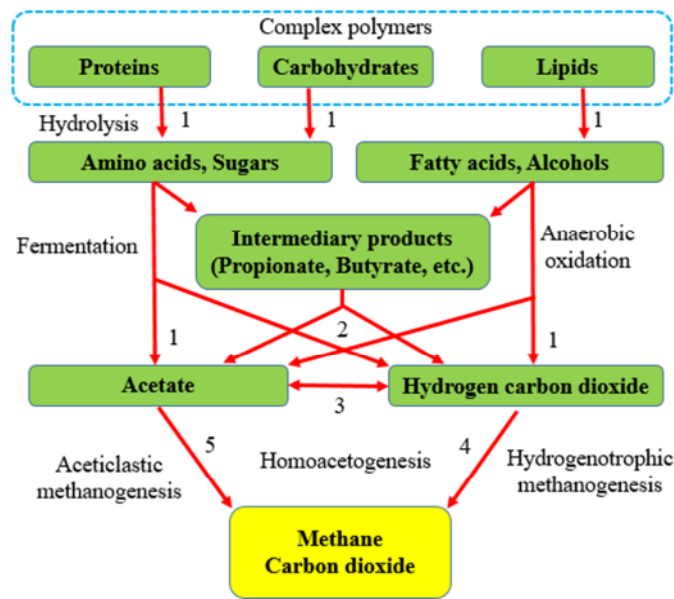 Complex polymers
Proteins
Carbohydrates
Lipids
Hydrolysis
1
1
1
Amino acids, Sugars
Fatty acids, Alcohols
Fermentation
Intermediary products
(Propionate, Butyrate, etc.)
Anaerobic
oxidation
1
2
1
Acetate
3
Hydrogen carbon dioxide
Aceticlastic
methanogenesis
5
Homoacetogenesis
4
Hydrogenotrophic
methanogenesis
Methane
Carbon dioxide